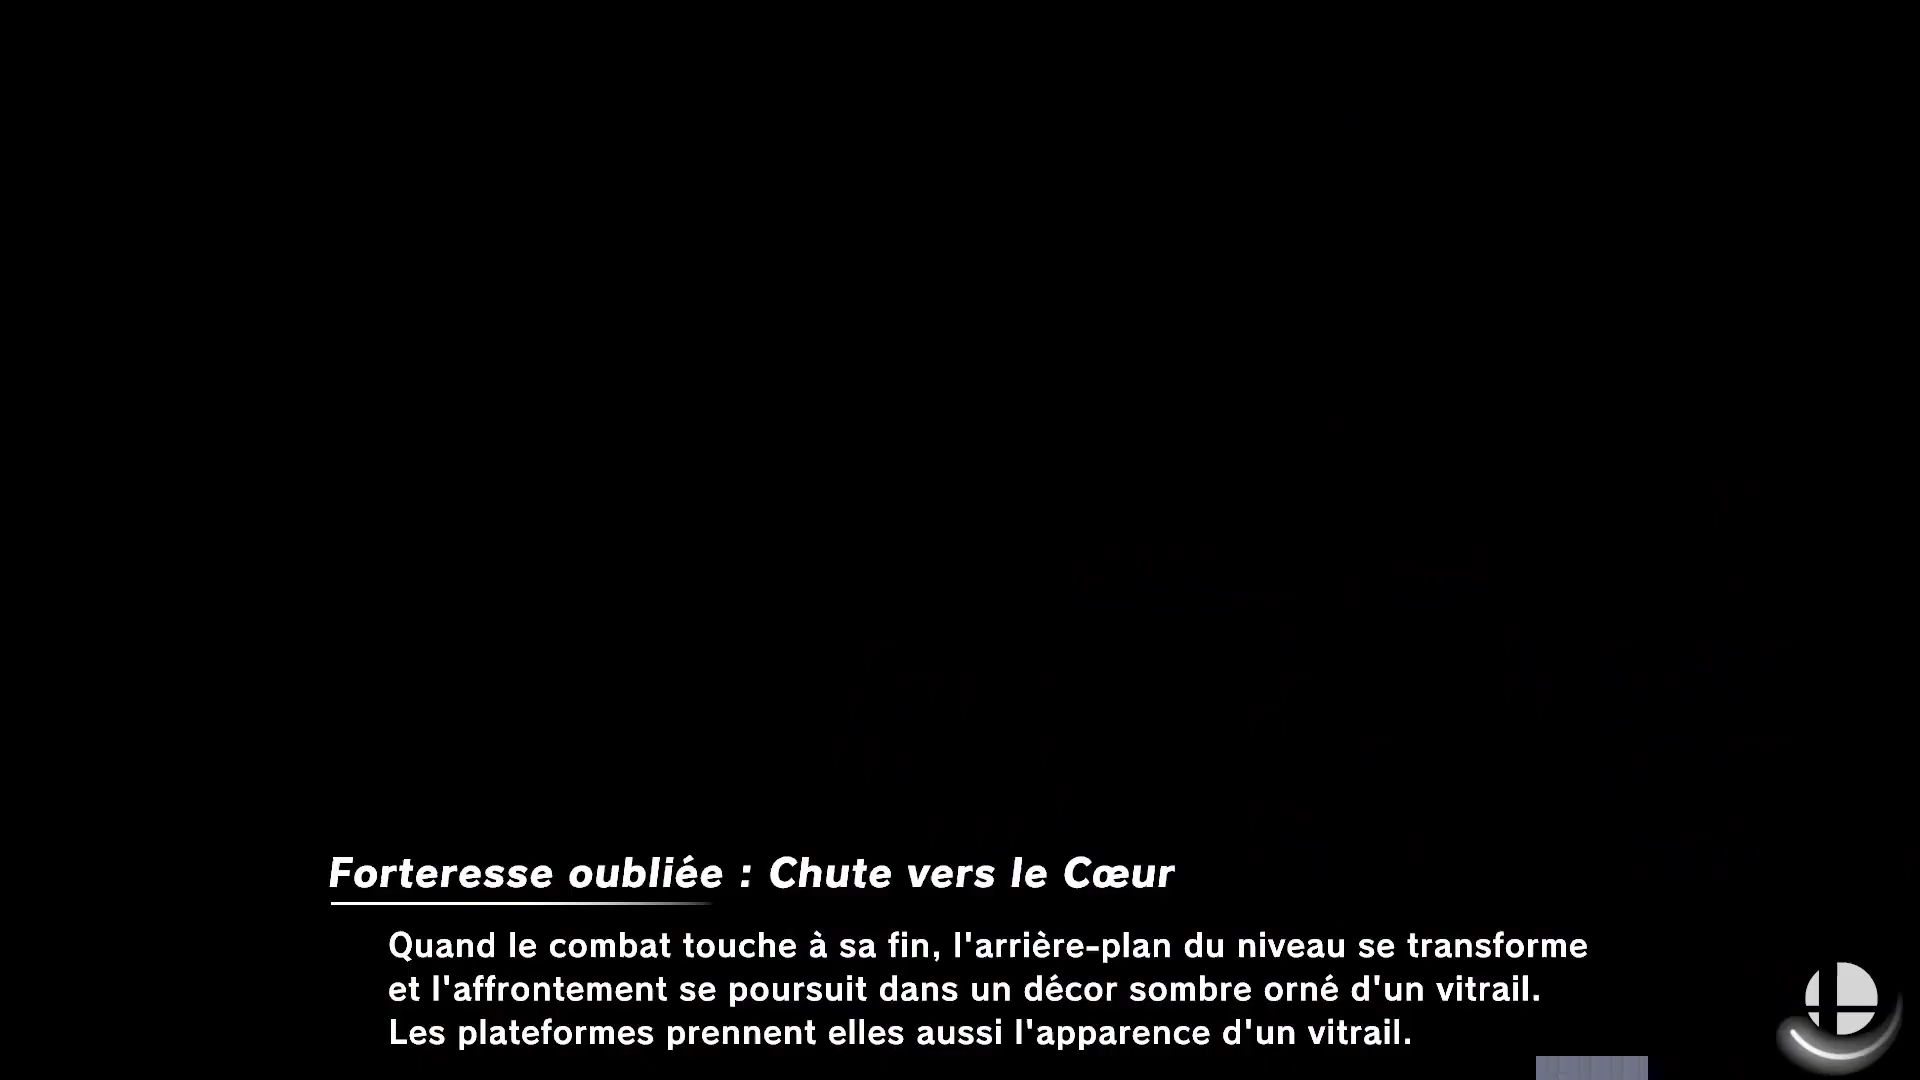 Forteresse oubliée : Chute vers le Cœur
Quand le combat touche à sa fin, l'arrière-plan du niveau se transforme
et l'affrontement se poursuit dans un décor sombre orné d'un vitrail.
Les plateformes prennent elles aussi l'apparence d'un vitrail.